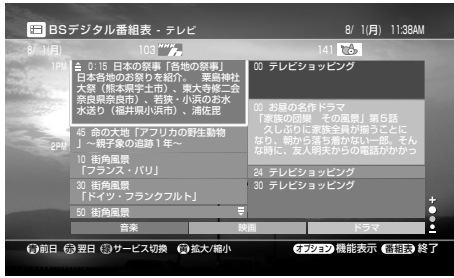 BSデジタル番組表 - テレビ 8/ 1(月) 11:38AM
8/ 1(月) 103 NHK 141
1PM
0:15 日本の祭事「各地の祭事」
日本各地のお祭りを紹介。 粟島神社
大祭(熊本県宇土市)、東大寺修二会
奈良県奈良市)、若狭・小浜のお水
水送り(福井県小浜市)、浦佐毘
45 命の大地「アフリカの野生動物
」~親子象の追跡1年~
2PM
10 街角風景
「フランス・パリ」
30 街角風景
「ドイツ・フランクフルト」
50 街角風景
00 テレビショッピング
00 お昼の名作ドラマ
「家族の団欒 その風景」第5話
久しぶりに家族全員が揃うことに
なり、朝から落ち着かない一郎。そん
な時に、友人明夫からの電話がかかっ
24 テレビショッピング
30 テレビショッピング
音楽 映画 ドラマ
青前日 赤翌日 緑サービス切換 黄拡大/縮小 オプション機能表示 番組表終了